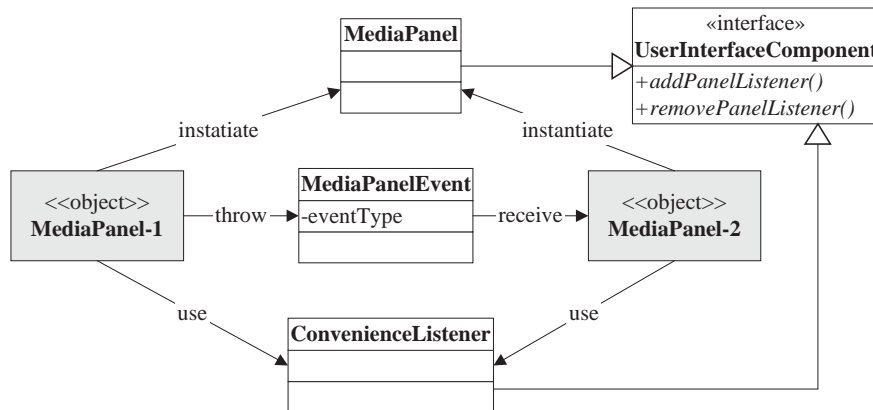 MediaPanel
«interface»
UserInterfaceComponent
+addPanelListener()
+removePanelListener()
instatiate
instantiate
<<object>>
MediaPanel-1
throw
MediaPanelEvent
-eventType
receive
<<object>>
MediaPanel-2
use
use
ConvenienceListener